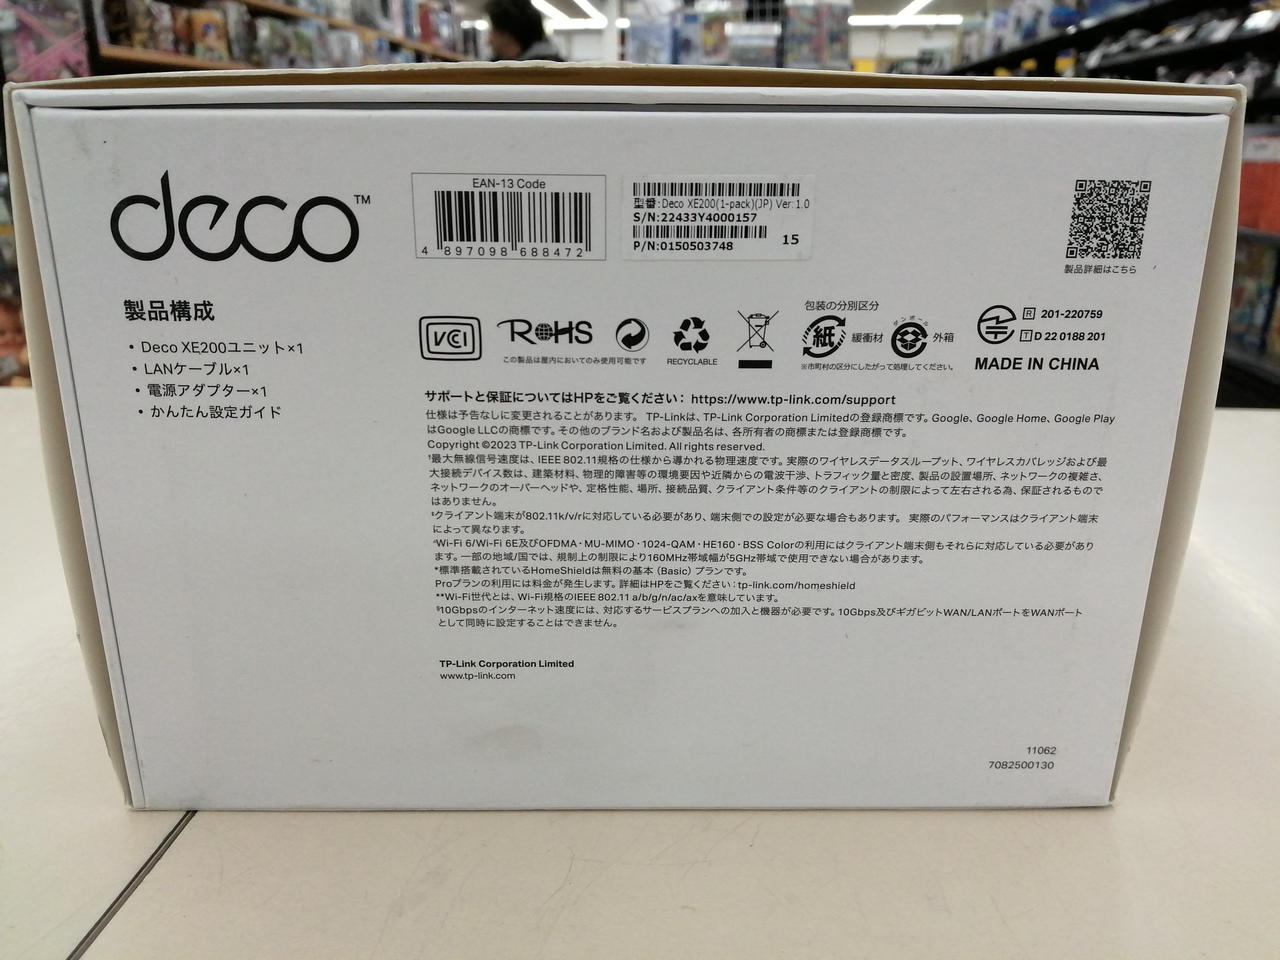 deco™
EAN-13 Code
4 897098 688472
型番:Deco XE200(1-pack)(JP) Ver:1.0
S/N:22433Y4000157
P/N:0150503748
15
製品詳細はこちら
製品構成
・Deco XE200ユニット×1
・LANケーブル×1
・電源アダプター×1
・かんたん設定ガイド
VCCI
RoHS
この製品は屋内においてのみ使用可能です
RECYCLABLE
包装の分別区分
紙 緩衝材
ダンボール 外箱
※市町村の区分にしたがって処理してください。
R 201-220759
T D 22 0188 201
MADE IN CHINA
サポートと保証についてはHPをご覧ください：https://www.tp-link.com/support
仕様は予告なしに変更されることがあります。 TP-Linkは、TP-Link Corporation Limitedの登録商標です。Google、Google Home、Google Play
はGoogle LLCの商標です。その他のブランド名および製品名は、各所有者の商標または登録商標です。
Copyright ©2023 TP-Link Corporation Limited. All rights reserved.
†最大無線信号速度は、IEEE 802.11規格の仕様から導かれる物理速度です。実際のワイヤレスデータスループット、ワイヤレスカバレッジおよび最
大接続デバイス数は、建築材料、物理的障害等の環境要因や近隣からの電波干渉、トラフィック量と密度、製品の設置場所、ネットワークの複雑さ、
ネットワークのオーバーヘッドや、定格性能、場所、接続品質、クライアント条件等のクライアントの制限によって左右される為、保証されるもので
はありません。
‡クライアント端末が802.11k/v/rに対応している必要があり、端末側での設定が必要な場合もあります。 実際のパフォーマンスはクライアント端末
によって異なります。
^Wi-Fi 6/Wi-Fi 6E及びOFDMA・MU-MIMO・1024-QAM・HE160・BSS Colorの利用にはクライアント端末側もそれらに対応している必要があり
ます。一部の地域/国では、規制上の制限により160MHz帯域幅が5GHz帯域で使用できない場合があります。
*標準搭載されているHomeShieldは無料の基本（Basic）プランです。
Proプランの利用には料金が発生します。詳細はHPをご覧ください：tp-link.com/homeshield
**Wi-Fi世代とは、Wi-Fi規格のIEEE 802.11 a/b/g/n/ac/axを意味しています。
§10Gbpsのインターネット速度には、対応するサービスプランへの加入と機器が必要です。10Gbps及びギガビットWAN/LANポートをWANポート
として同時に設定することはできません。
TP-Link Corporation Limited
www.tp-link.com
11062
7082500130